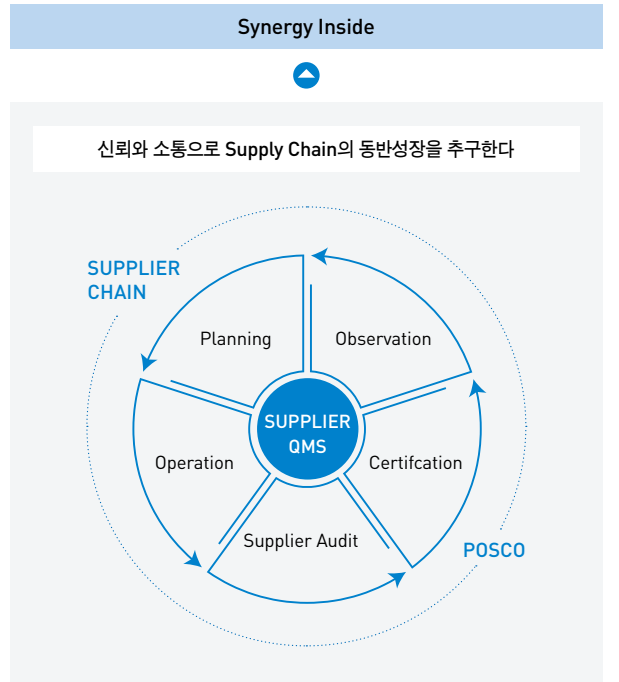 Synergy Inside
신뢰와 소통으로 Supply Chain의 동반성장을 추구한다
SUPPLIER
CHAIN
Planning
Observation
SUPPLIER
QMS
Operation
Certifcation
Supplier Audit
POSCO